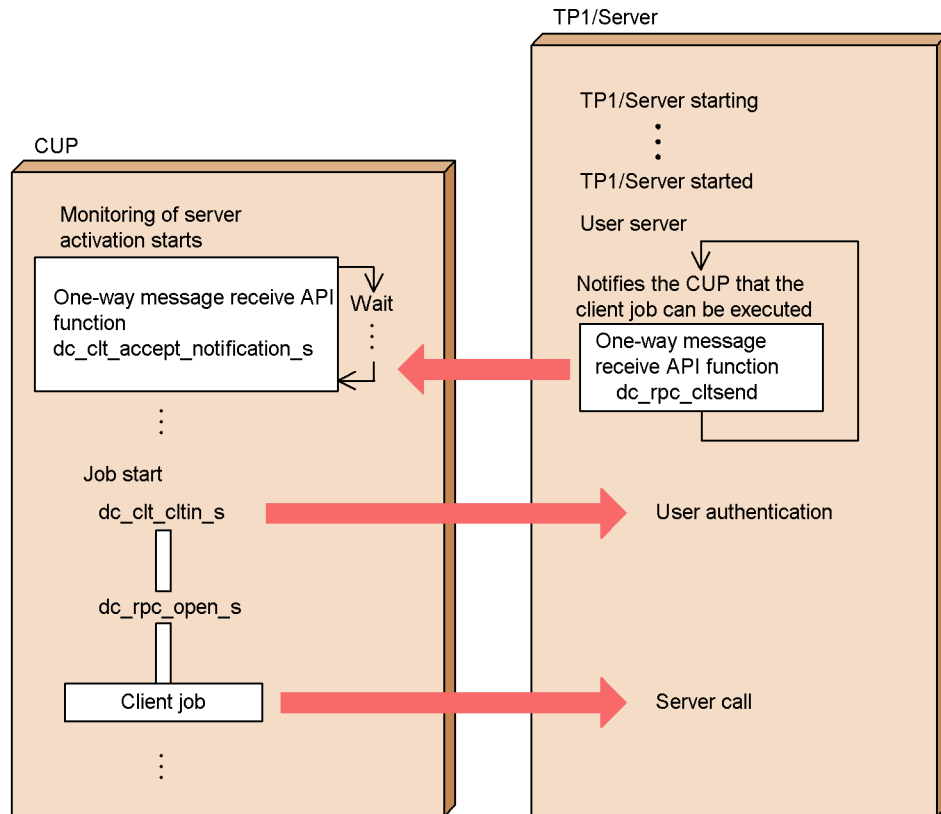 TP1/Server
TP1/Server starting
TP1/Server started
User server
Notifies the CUP that the
client job can be executed
One-way message
receive API function
dc_rpc_cltsend
User authentication
Server call
CUP
Monitoring of server
activation starts
One-way message receive API
function
dc_clt_accept_notification_s
Wait
Job start
dc_clt_cltin_s
dc_rpc_open_s
Client job